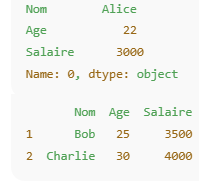 Nom Alice
Age 22
Salaire 3000
Name: 0, dtype: object
Nom Age Salaire
1 Bob 25 3500
2 Charlie 30 4000